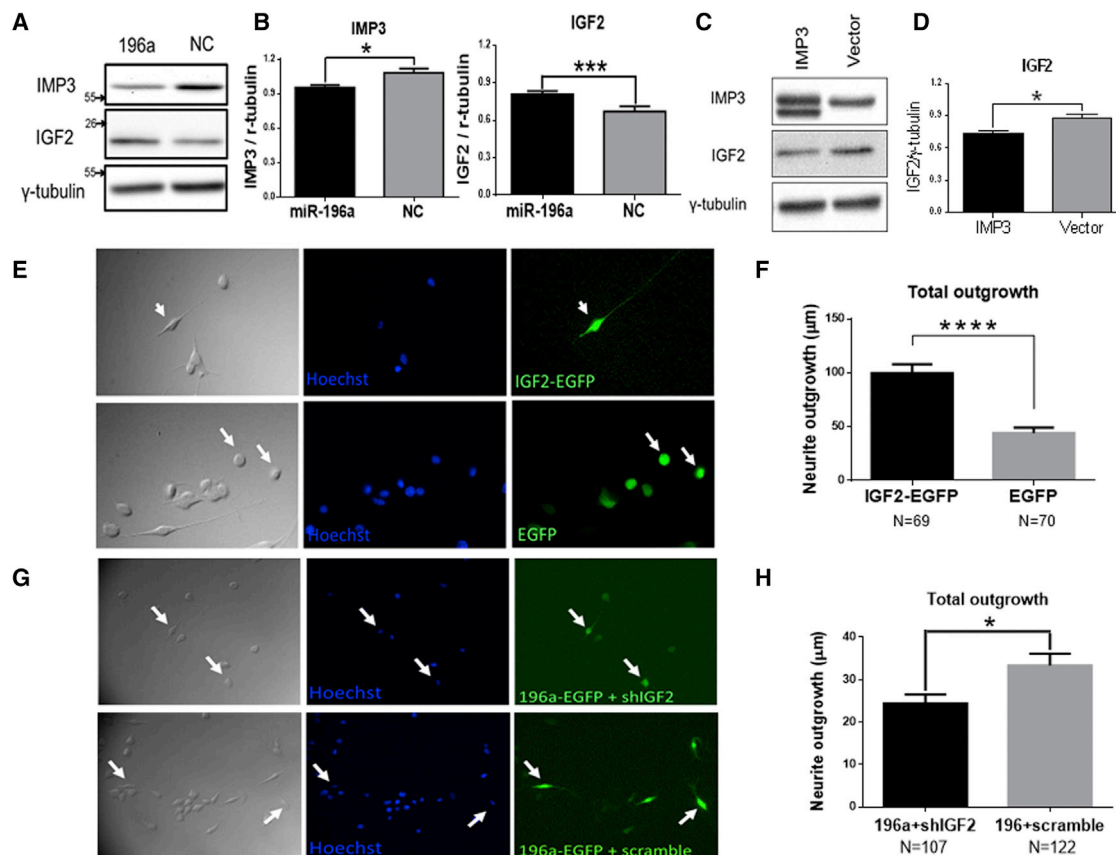 A
196a NC
IMP3
55
26
IGF2
55
γ-tubulin
B
IMP3
*
IMP3 / r-tubulin
1.2
0.9
0.6
0.3
0.0
miR-196a NC
IGF2
***
IGF2 / r-tubulin
1.2
0.9
0.6
0.3
0.0
miR-196a NC
C
IMP3 Vector
IMP3
IGF2
γ-tubulin
D
IGF2
*
IGF2/γ-tubulin
1.2
0.9
0.6
0.3
0.0
IMP3 Vector
E
Hoechst
IGF2-EGFP
Hoechst
EGFP
F
Total outgrowth
****
Neurite outgrowth (μm)
150
100
50
0
IGF2-EGFP EGFP
N=69 N=70
G
Hoechst
196a-EGFP + shIGF2
Hoechst
196a-EGFP + scramble
H
Total outgrowth
*
Neurite outgrowth (μm)
40
30
20
10
0
196a+shIGF2 196+scramble
N=107 N=122